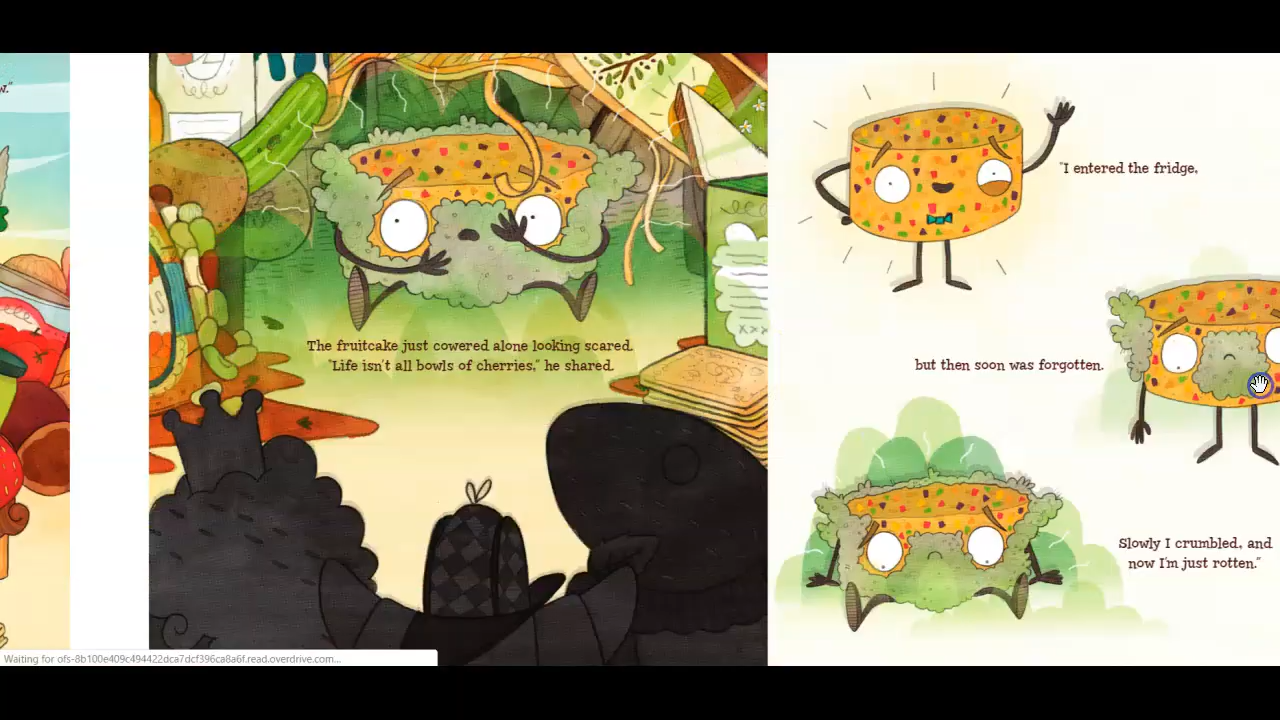 w."
The fruitcake just cowered alone looking scared.
"Life isn't all bowls of cherries," he shared.
"I entered the fridge,
but then soon was forgotten.
Slowly I crumbled, and
now I'm just rotten."
Waiting for ofs-8b100e409c494422dca7dcf396ca8a6f.read.overdrive.com...